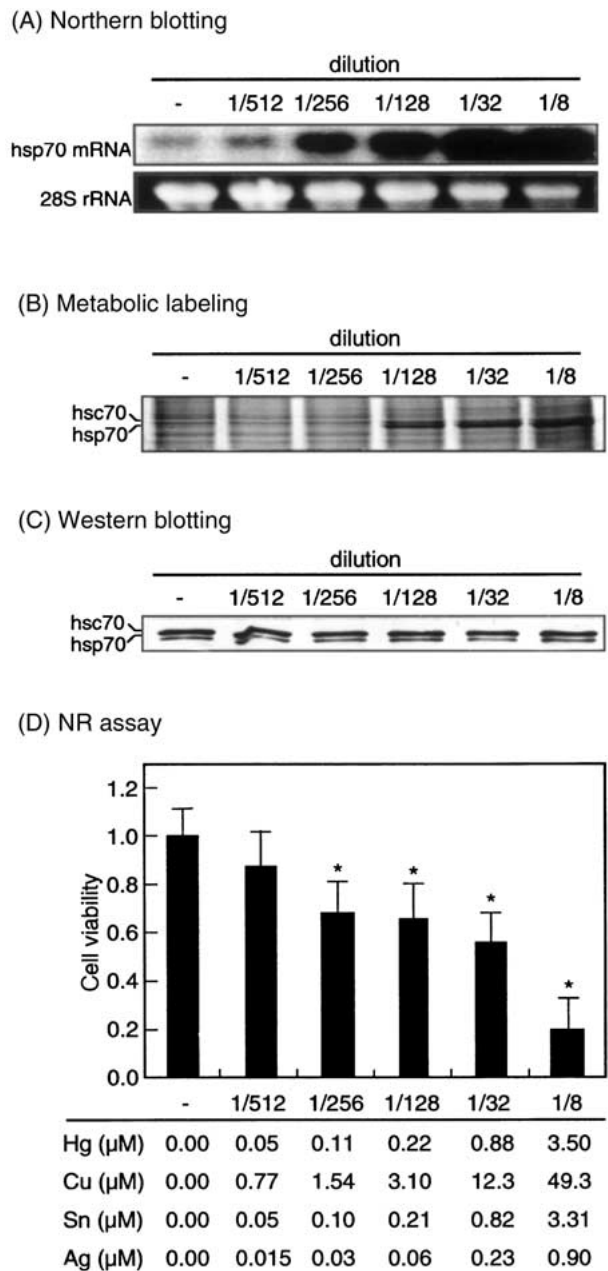 (A) Northern blotting
dilution
- 1/512 1/256 1/128 1/32 1/8
hsp70 mRNA
28S rRNA
(B) Metabolic labeling
dilution
- 1/512 1/256 1/128 1/32 1/8
hsc70
hsp70
(C) Western blotting
dilution
- 1/512 1/256 1/128 1/32 1/8
hsc70
hsp70
(D) NR assay
Cell viability
1.2
1.0
0.8
0.6
0.4
0.2
0.0
* * * *
- 1/512 1/256 1/128 1/32 1/8
Hg (μM) 0.00 0.05 0.11 0.22 0.88 3.50
Cu (μM) 0.00 0.77 1.54 3.10 12.3 49.3
Sn (μM) 0.00 0.05 0.10 0.21 0.82 3.31
Ag (μM) 0.00 0.015 0.03 0.06 0.23 0.90